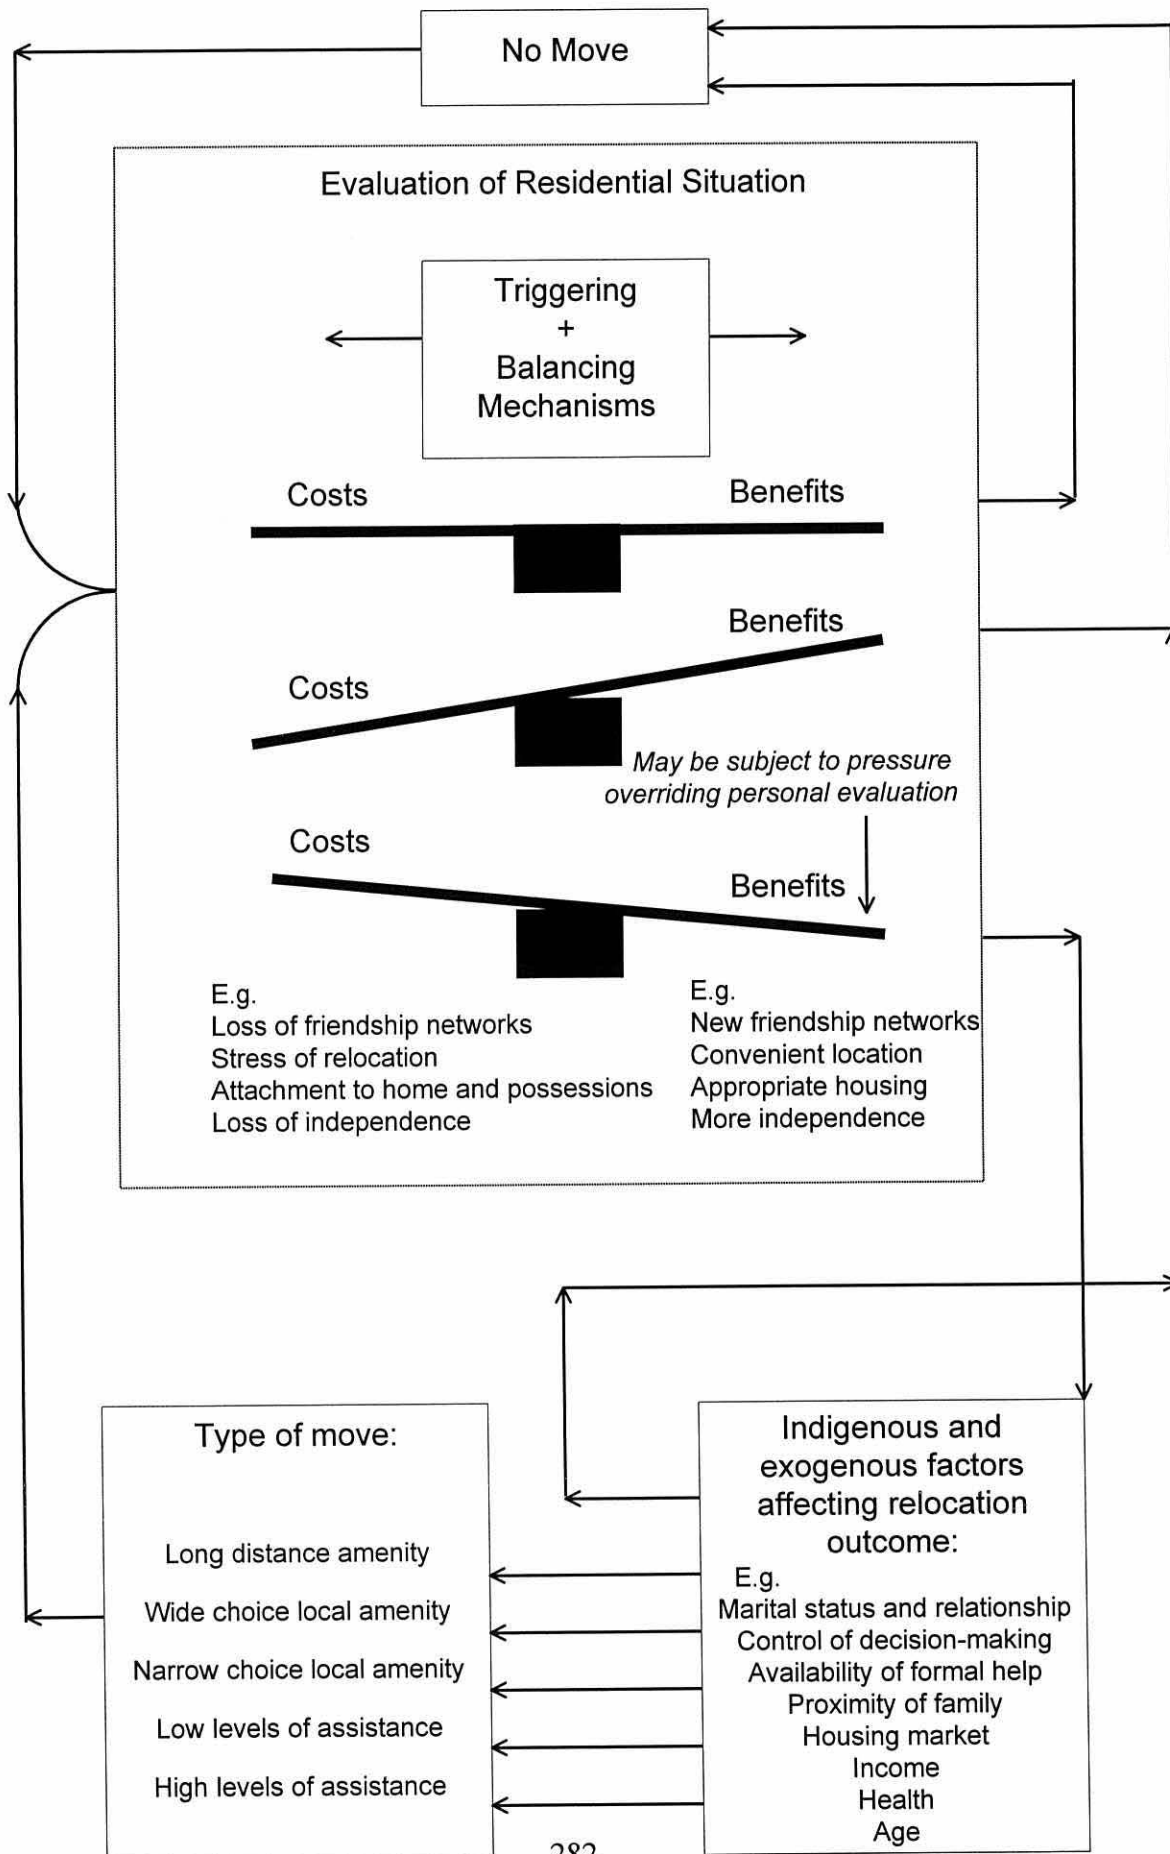 No Move
Evaluation of Residential Situation
Triggering
+
Balancing
Mechanisms
Costs
Benefits
Benefits
Costs
May be subject to pressure
overriding personal evaluation
Costs
Benefits
E.g.
Loss of friendship networks
Stress of relocation
Attachment to home and possessions
Loss of independence
E.g.
New friendship networks
Convenient location
Appropriate housing
More independence
Type of move:
Long distance amenity
Wide choice local amenity
Narrow choice local amenity
Low levels of assistance
High levels of assistance
Indigenous and
exogenous factors
affecting relocation
outcome:
E.g.
Marital status and relationship
Control of decision-making
Availability of formal help
Proximity of family
Housing market
Income
Health
Age
282